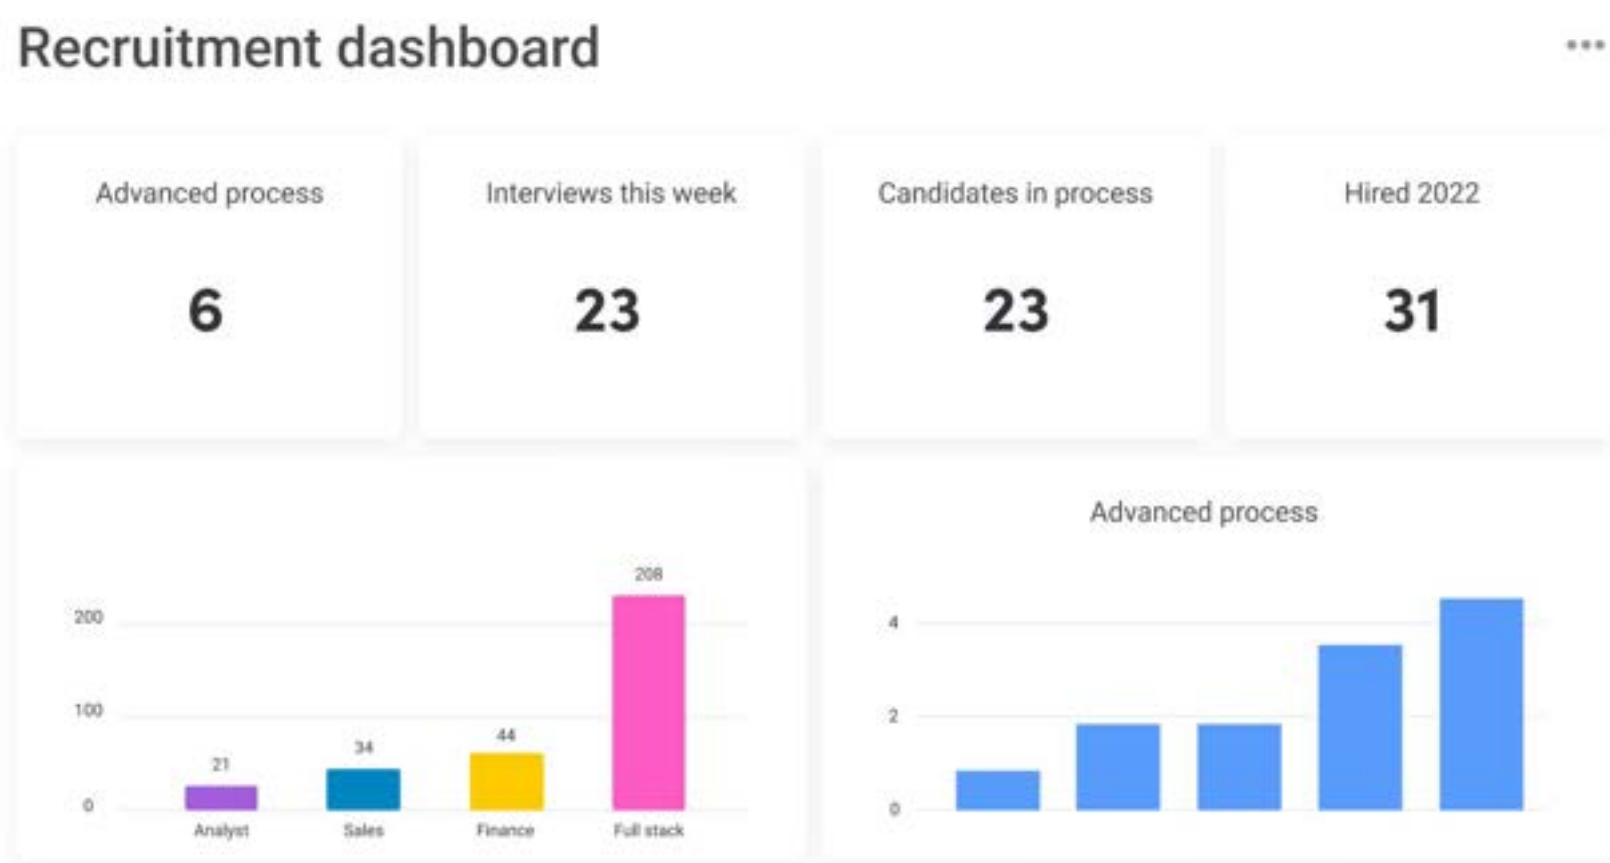 Recruitment dashboard
Advanced process
6
Interviews this week
23
Candidates in process
23
Hired 2022
31
208
200
100
44
34
21
0
Analyst Sales Finance Full stack
Advanced process
4
2
0